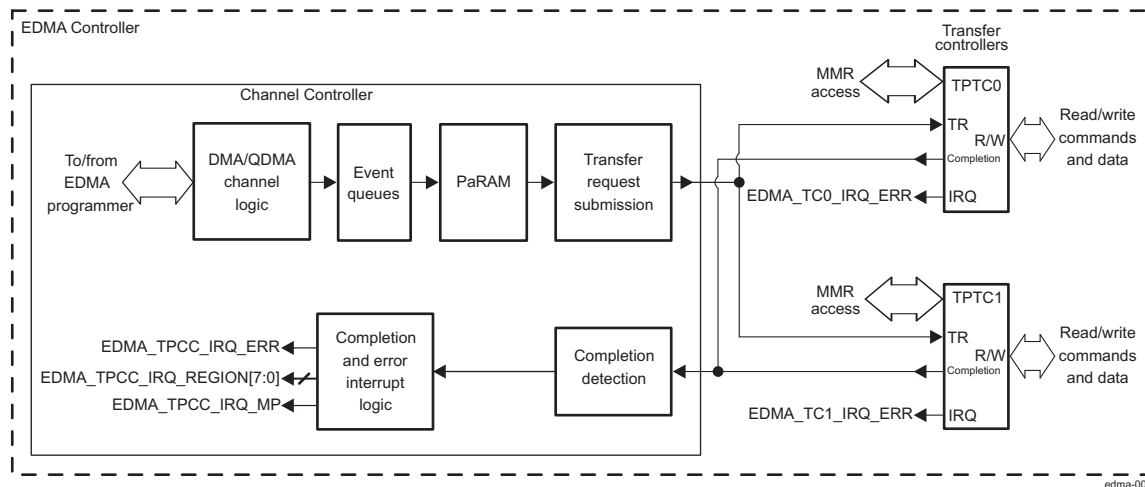 EDMA Controller
Transfer
controllers
MMR
access
TPTC0
Channel Controller
TR
R/W
Completion
IRQ
Read/write
commands
and data
To/from
EDMA
programmer
DMA/QDMA
channel
logic
Event
queues
PaRAM
Transfer
request
submission
EDMA_TC0_IRQ_ERR
MMR
access
TPTC1
TR
R/W
Completion
IRQ
Read/write
commands
and data
EDMA_TPCC_IRQ_ERR
EDMA_TPCC_IRQ_REGION[7:0]
EDMA_TPCC_IRQ_MP
Completion
and error
interrupt
logic
Completion
detection
EDMA_TC1_IRQ_ERR